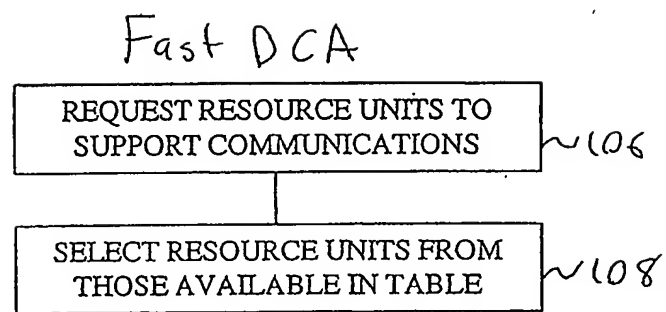 Fast DCA
REQUEST RESOURCE UNITS TO
SUPPORT COMMUNICATIONS
106
SELECT RESOURCE UNITS FROM
THOSE AVAILABLE IN TABLE
108